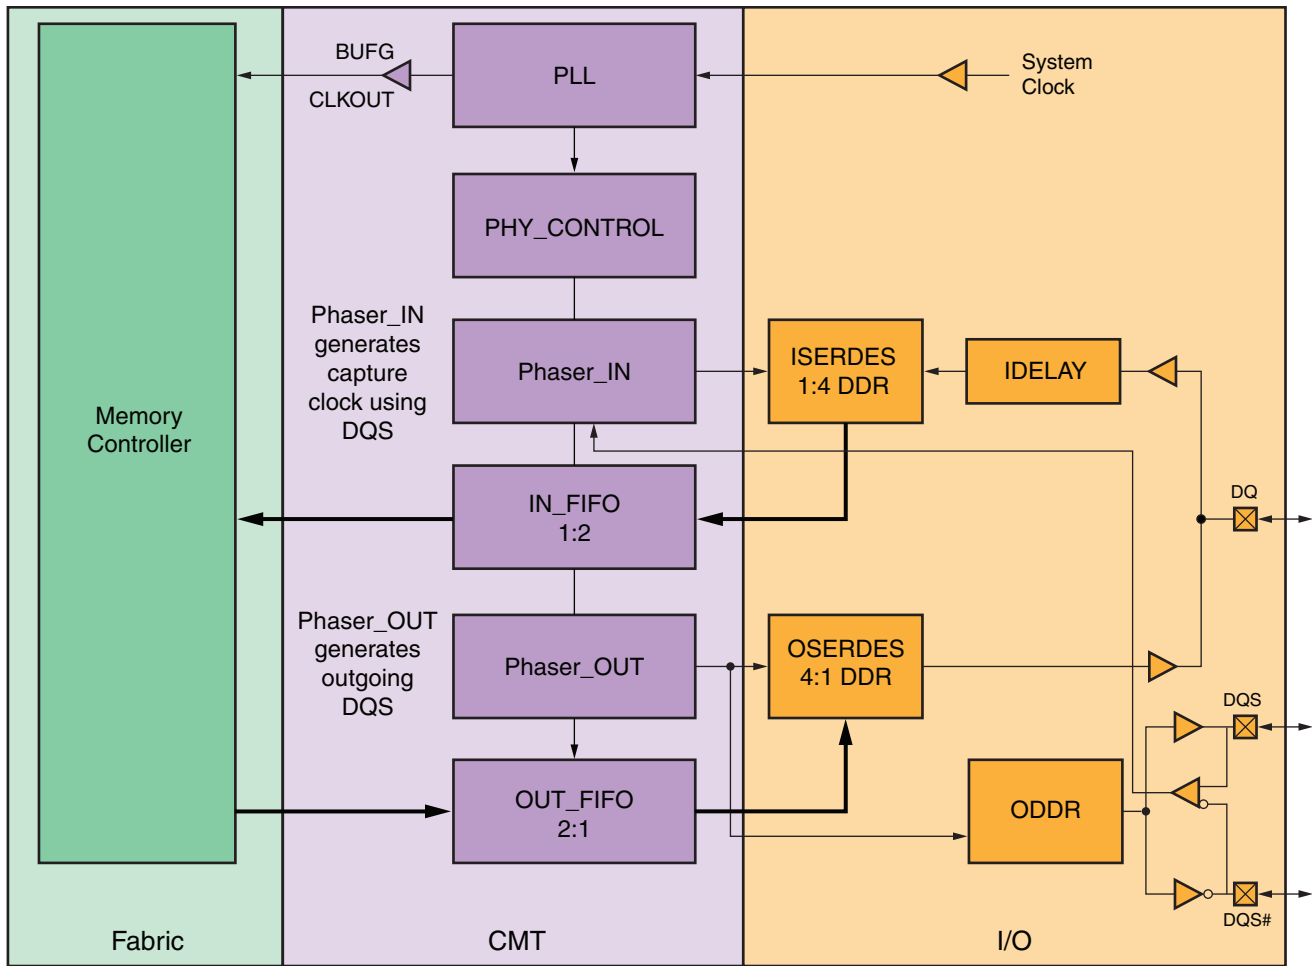 BUFG
CLKOUT
PLL
System
Clock
PHY_CONTROL
Phaser_IN
generates
capture
clock using
DQS
Phaser_IN
ISERDES
1:4 DDR
IDELAY
Memory
Controller
IN_FIFO
1:2
DQ
Phaser_OUT
generates
outgoing
DQS
Phaser_OUT
OSERDES
4:1 DDR
DQS
OUT_FIFO
2:1
ODDR
DQS#
Fabric
CMT
I/O